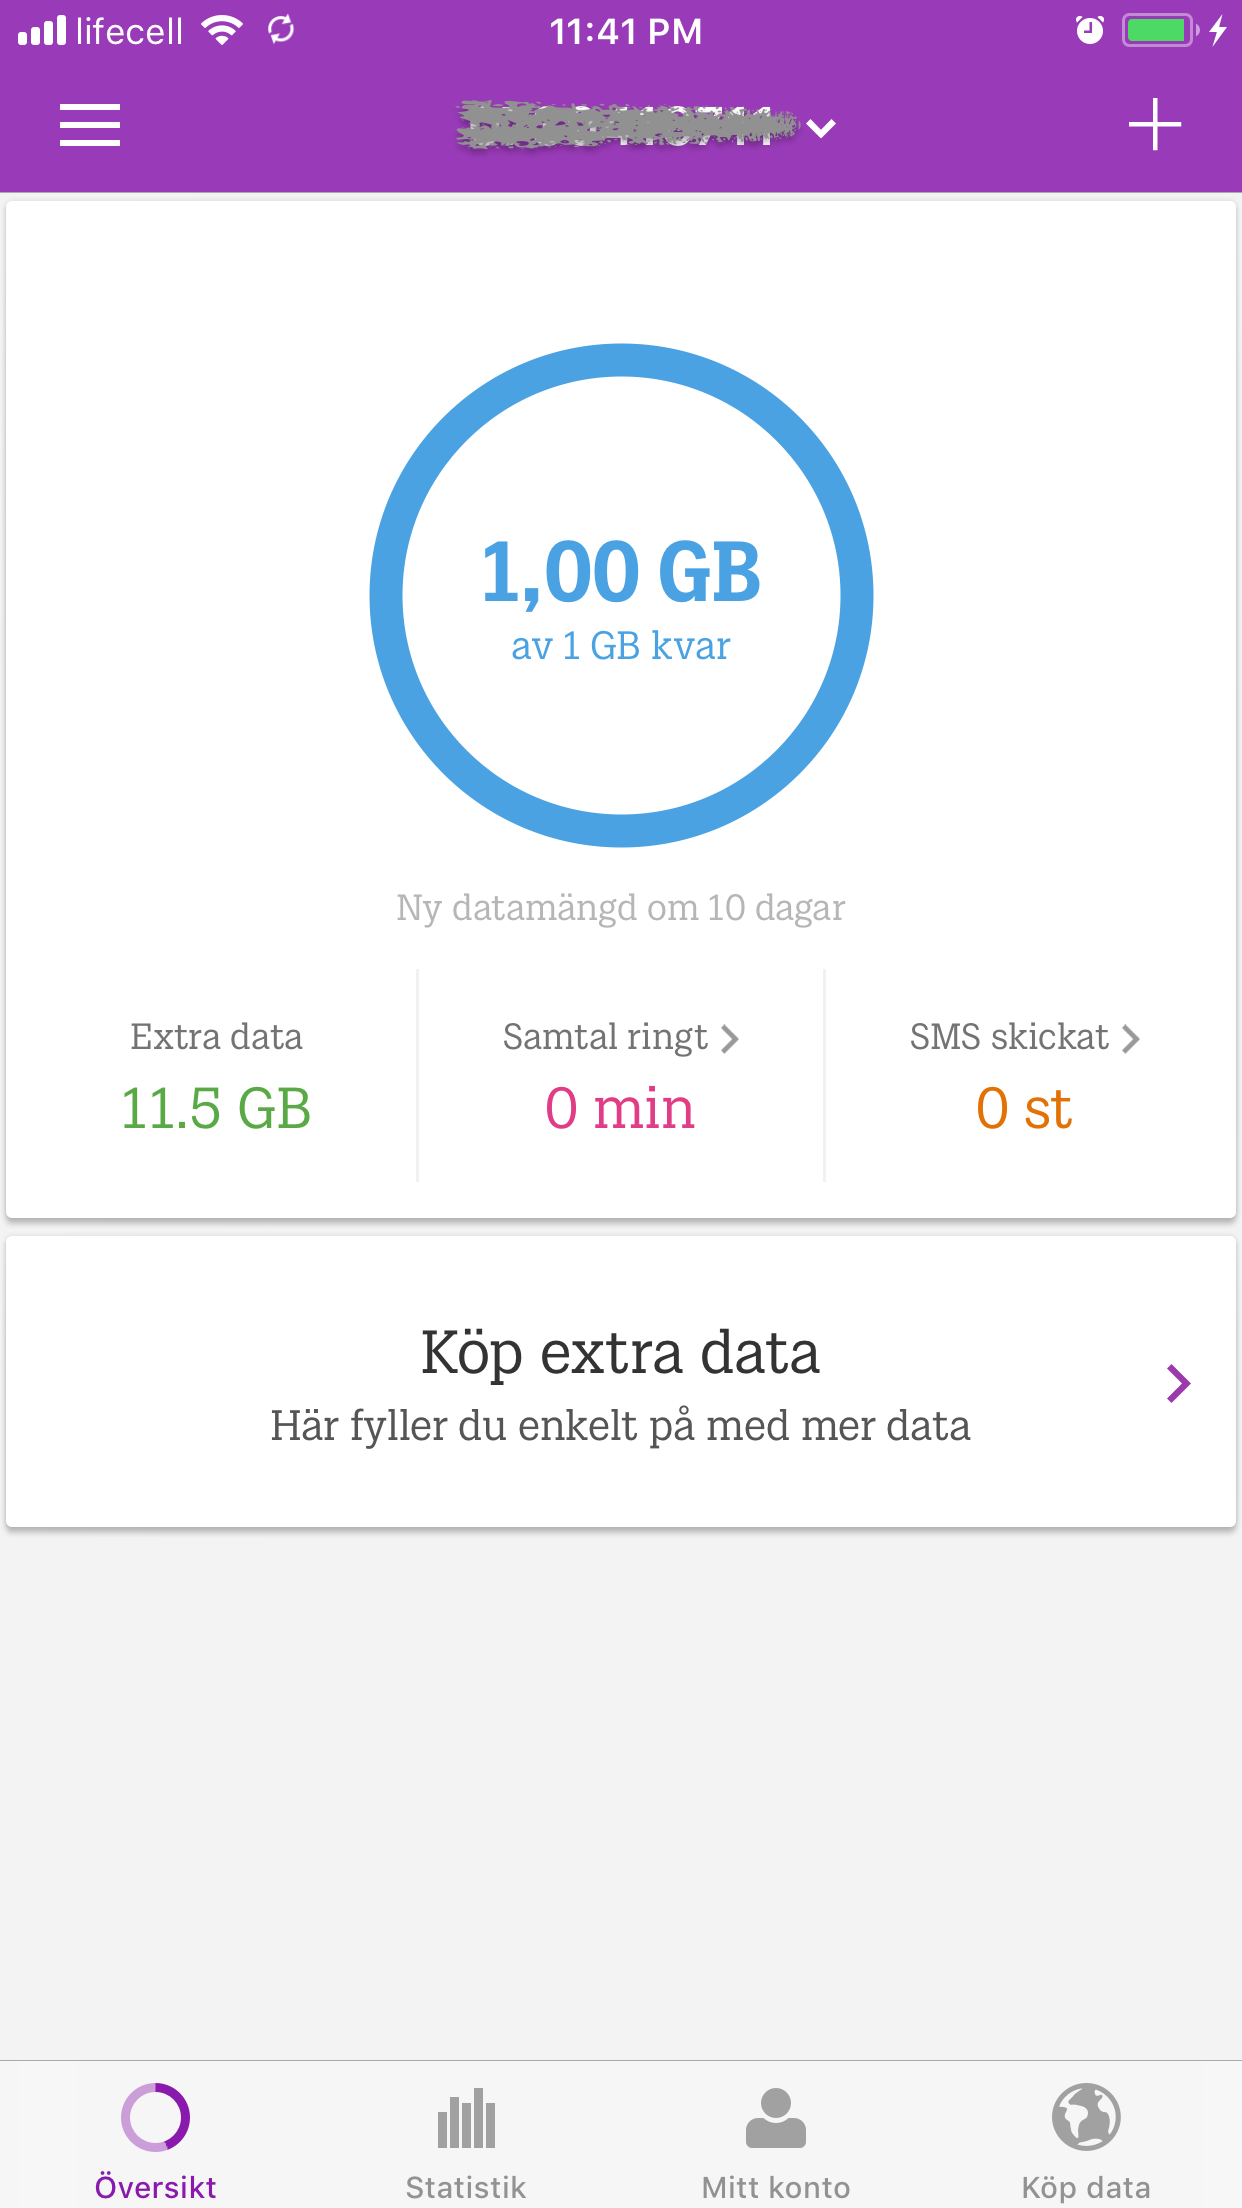 lifecell
11:41 PM
1,00 GB
av 1 GB kvar
Ny datamängd om 10 dagar
Extra data
11.5 GB
Samtal ringt
0 min
SMS skickat
0 st
Köp extra data
Här fyller du enkelt på med mer data
Översikt
Statistik
Mitt konto
Köp data